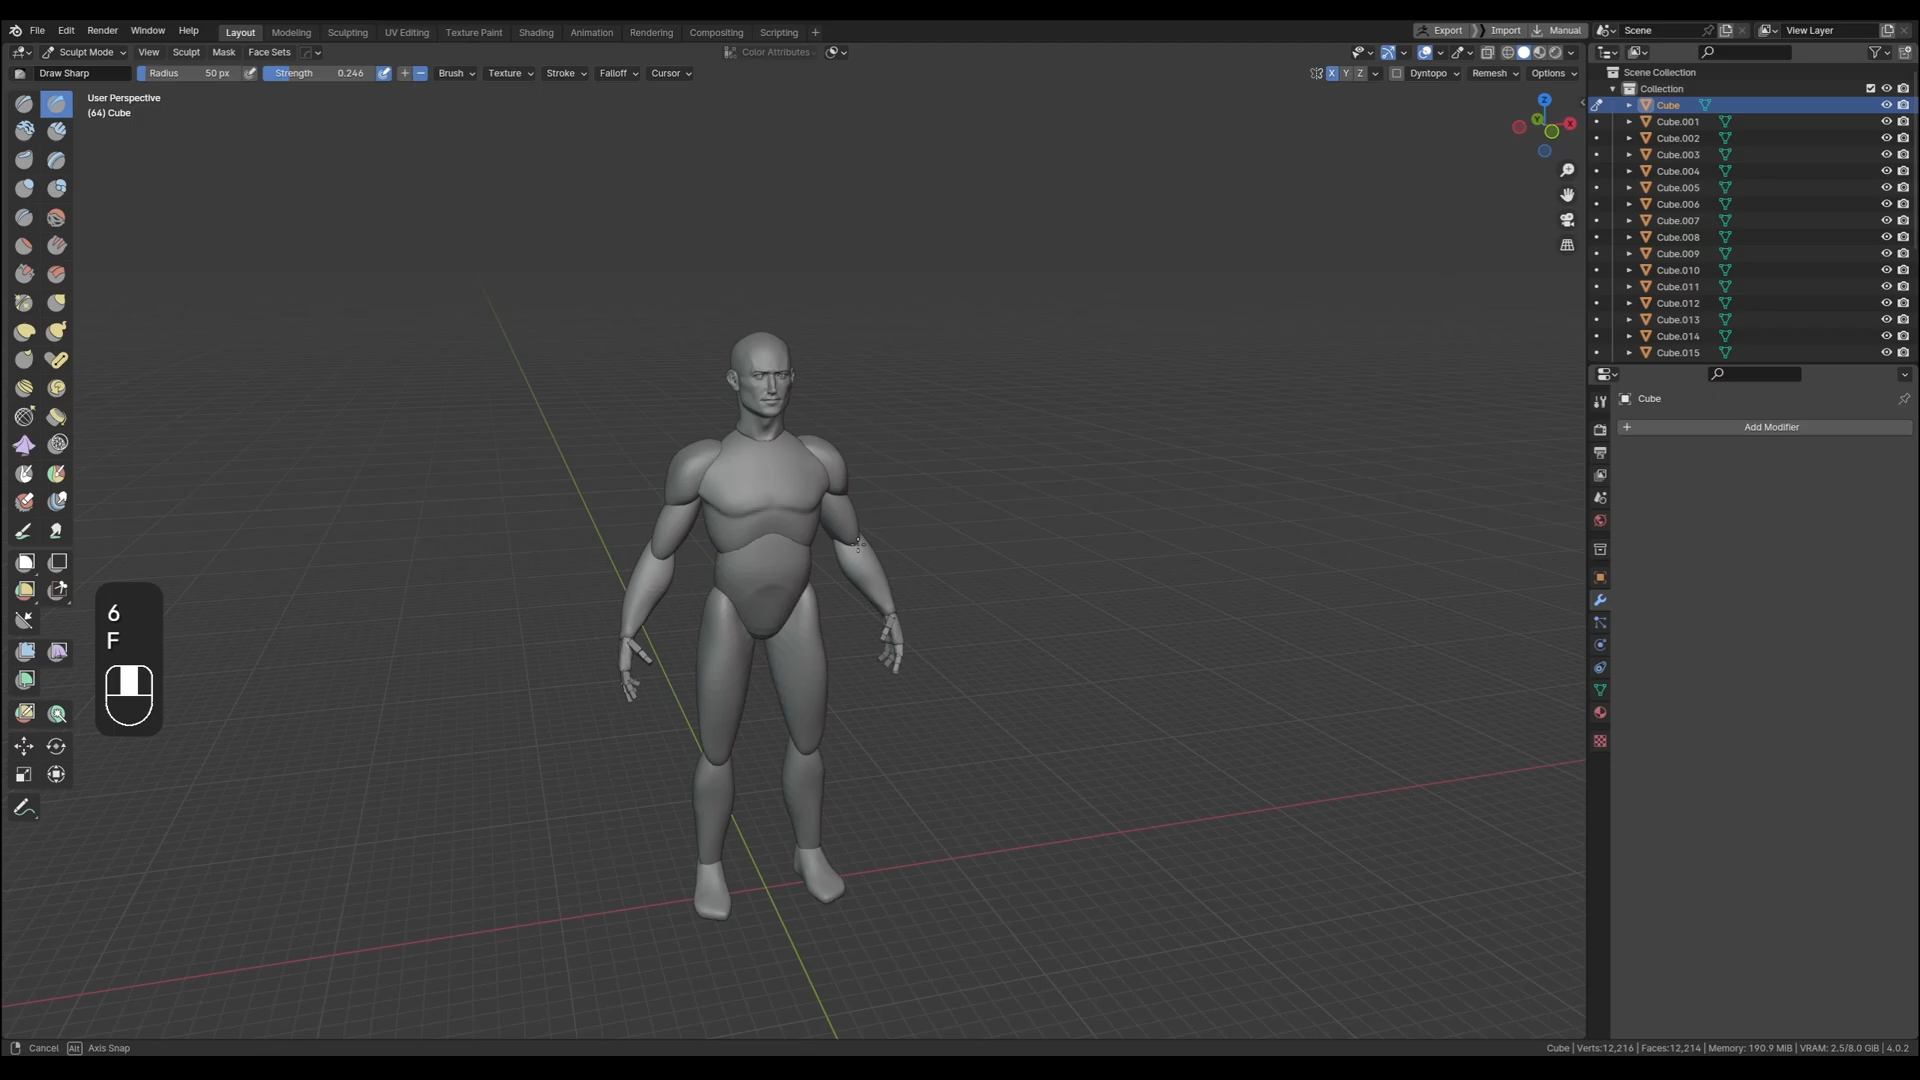 File Edit Render Window Help Layout Modeling Sculpting UV Editing Texture Paint Shading Animation Rendering Compositing Scripting + Export Import Manual Scene View Layer
Sculpt Mode View Sculpt Mask Face Sets Color Attributes
Draw Sharp Radius 50 px Strength 0.246 Brush Texture Stroke Falloff Cursor X Y Z Dyntopo Remesh Options
User Perspective
(64) Cube
Z
Y
X
6
F
Scene Collection
Collection
Cube
Cube.001
Cube.002
Cube.003
Cube.004
Cube.005
Cube.006
Cube.007
Cube.008
Cube.009
Cube.010
Cube.011
Cube.012
Cube.013
Cube.014
Cube.015
Cube
+ Add Modifier
Cancel Alt Axis Snap
Cube | Verts:12,216 | Faces:12,214 | Memory: 190.9 MiB | VRAM: 2.5/8.0 GiB | 4.0.2